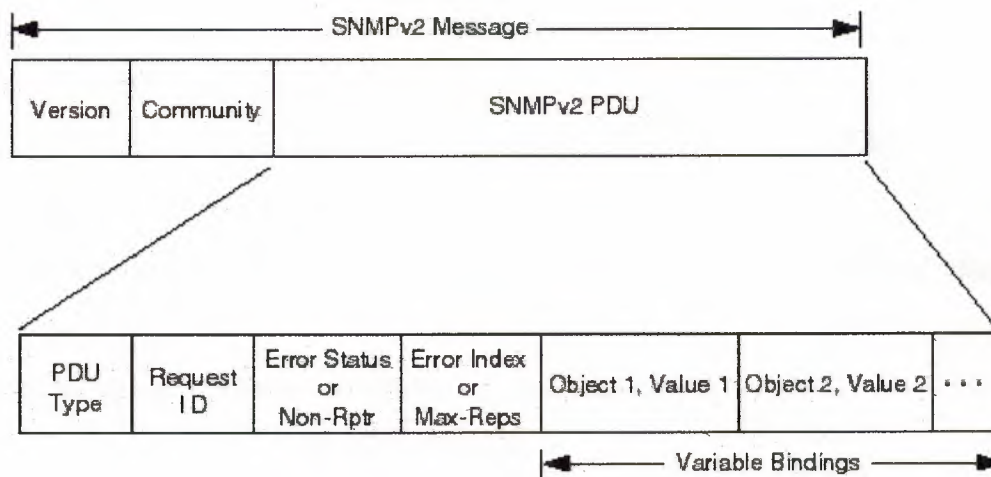 SNMPv2 Message
Version
Community
SNMPv2 PDU
PDU
Type
Request
ID
Error Status
or
Non-Rptr
Error Index
or
Max-Reps
Object 1, Value 1
Object 2, Value 2
...
Variable Bindings